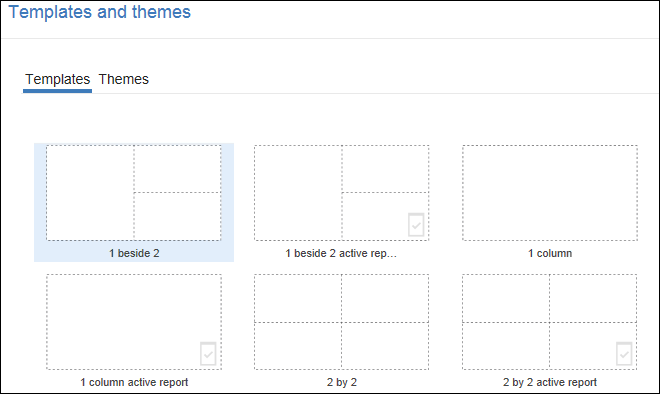 Templates and themes
Templates Themes
1 beside 2
1 beside 2 active rep...
1 column
1 column active report
2 by 2
2 by 2 active report